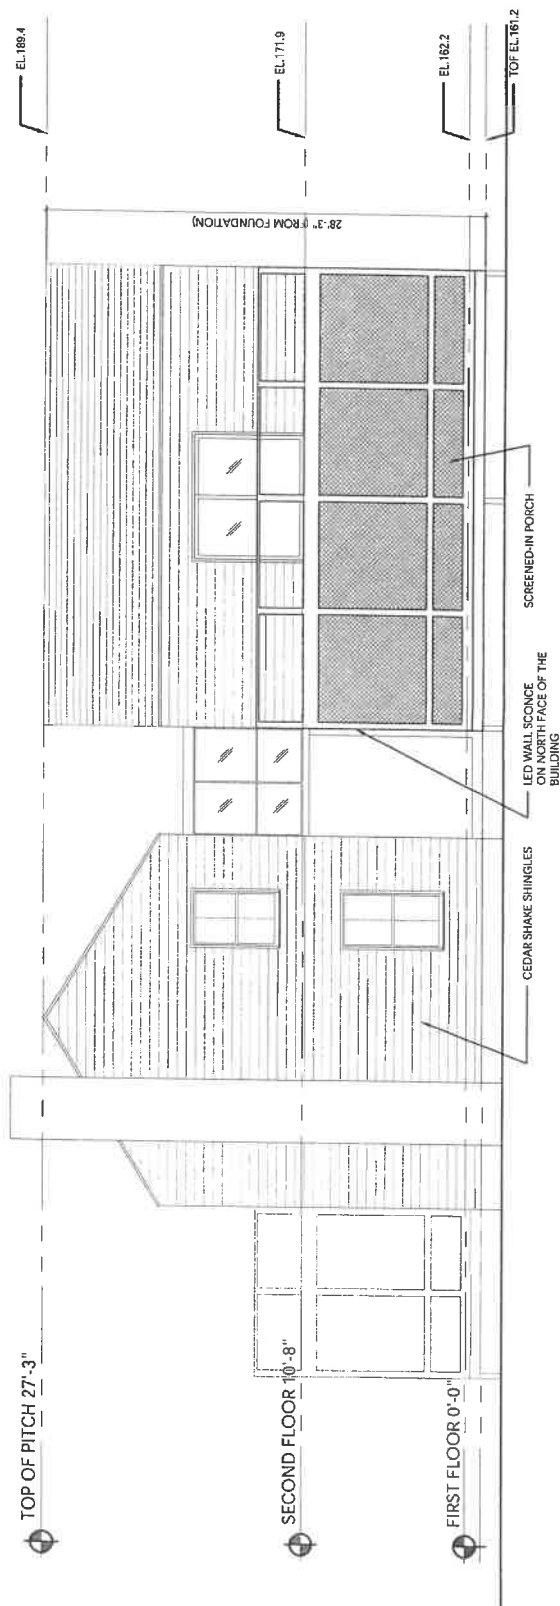 TOP OF PITCH 27'-3"
SECOND FLOOR 10'-8"
FIRST FLOOR 0'-0"
EL.189.4
EL.171.9
EL.162.2
TOF EL.161.2
28'-3" (FROM FOUNDATION)
CEDAR SHAKE SHINGLES
LED WALL SCONCE
ON NORTH FACE OF THE
BUILDING
SCREENED-IN PORCH